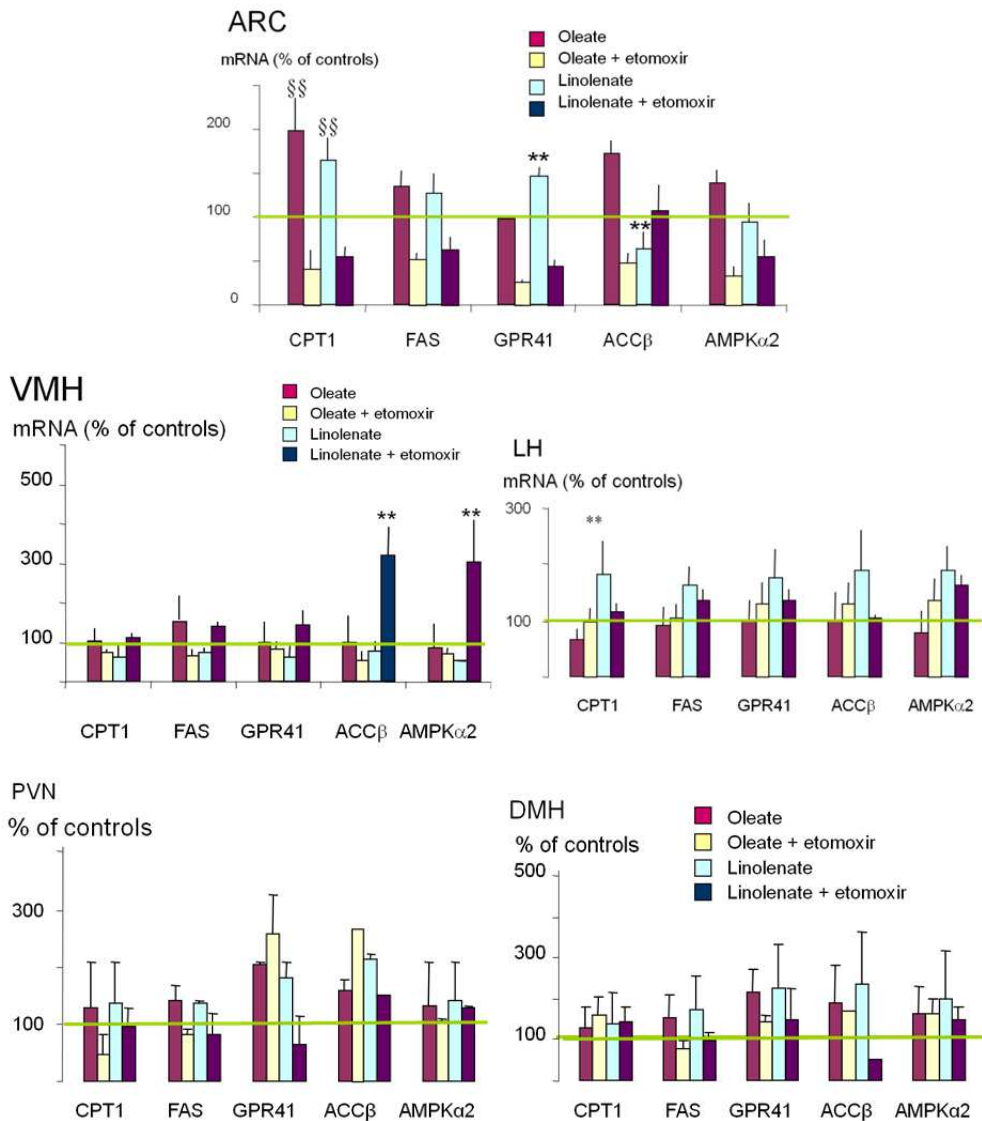 ARC
mRNA (% of controls)
Oleate
Oleate + etomoxir
Linolenate
Linolenate + etomoxir
§§
§§
**
**
200
100
0
CPT1 FAS GPR41 ACCβ AMPKα2
VMH
mRNA (% of controls)
Oleate
Oleate + etomoxir
Linolenate
Linolenate + etomoxir
500
300
100
** **
CPT1 FAS GPR41 ACCβ AMPKα2
LH
mRNA (% of controls)
300
100
**
CPT1 FAS GPR41 ACCβ AMPKα2
PVN
% of controls
300
100
CPT1 FAS GPR41 ACCβ AMPKα2
DMH
% of controls
Oleate
Oleate + etomoxir
Linolenate
Linolenate + etomoxir
500
300
100
CPT1 FAS GPR41 ACCβ AMPKα2